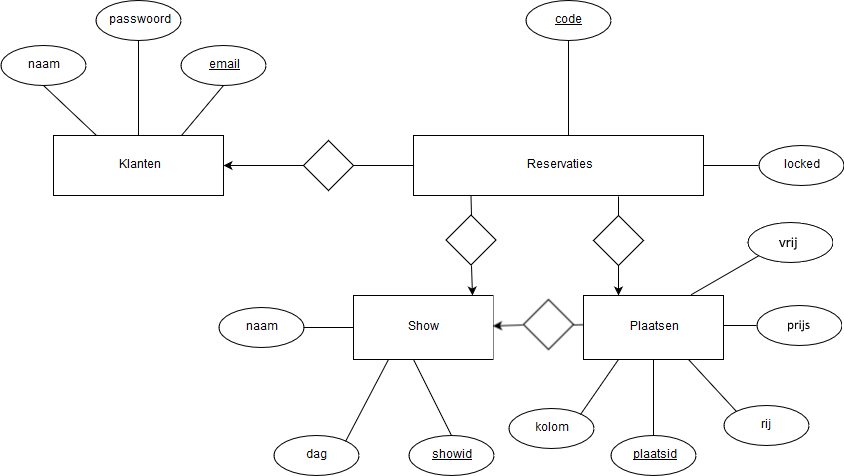 passwoord
code
naam
email
Klanten
Reservaties
locked
vrij
naam
Show
Plaatsen
prijs
kolom
rij
dag
showid
plaatsid